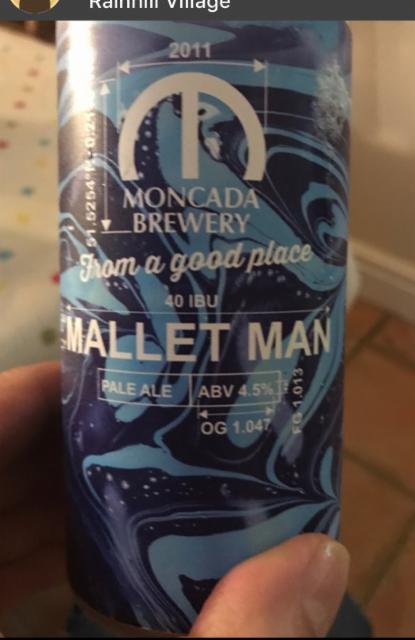 Rainhill Village
2011
MONCADA
BREWERY
From a good place
40 IBU
MALLET MAN
PALE ALE
ABV 4.5%
OG 1.047
FG 1.013